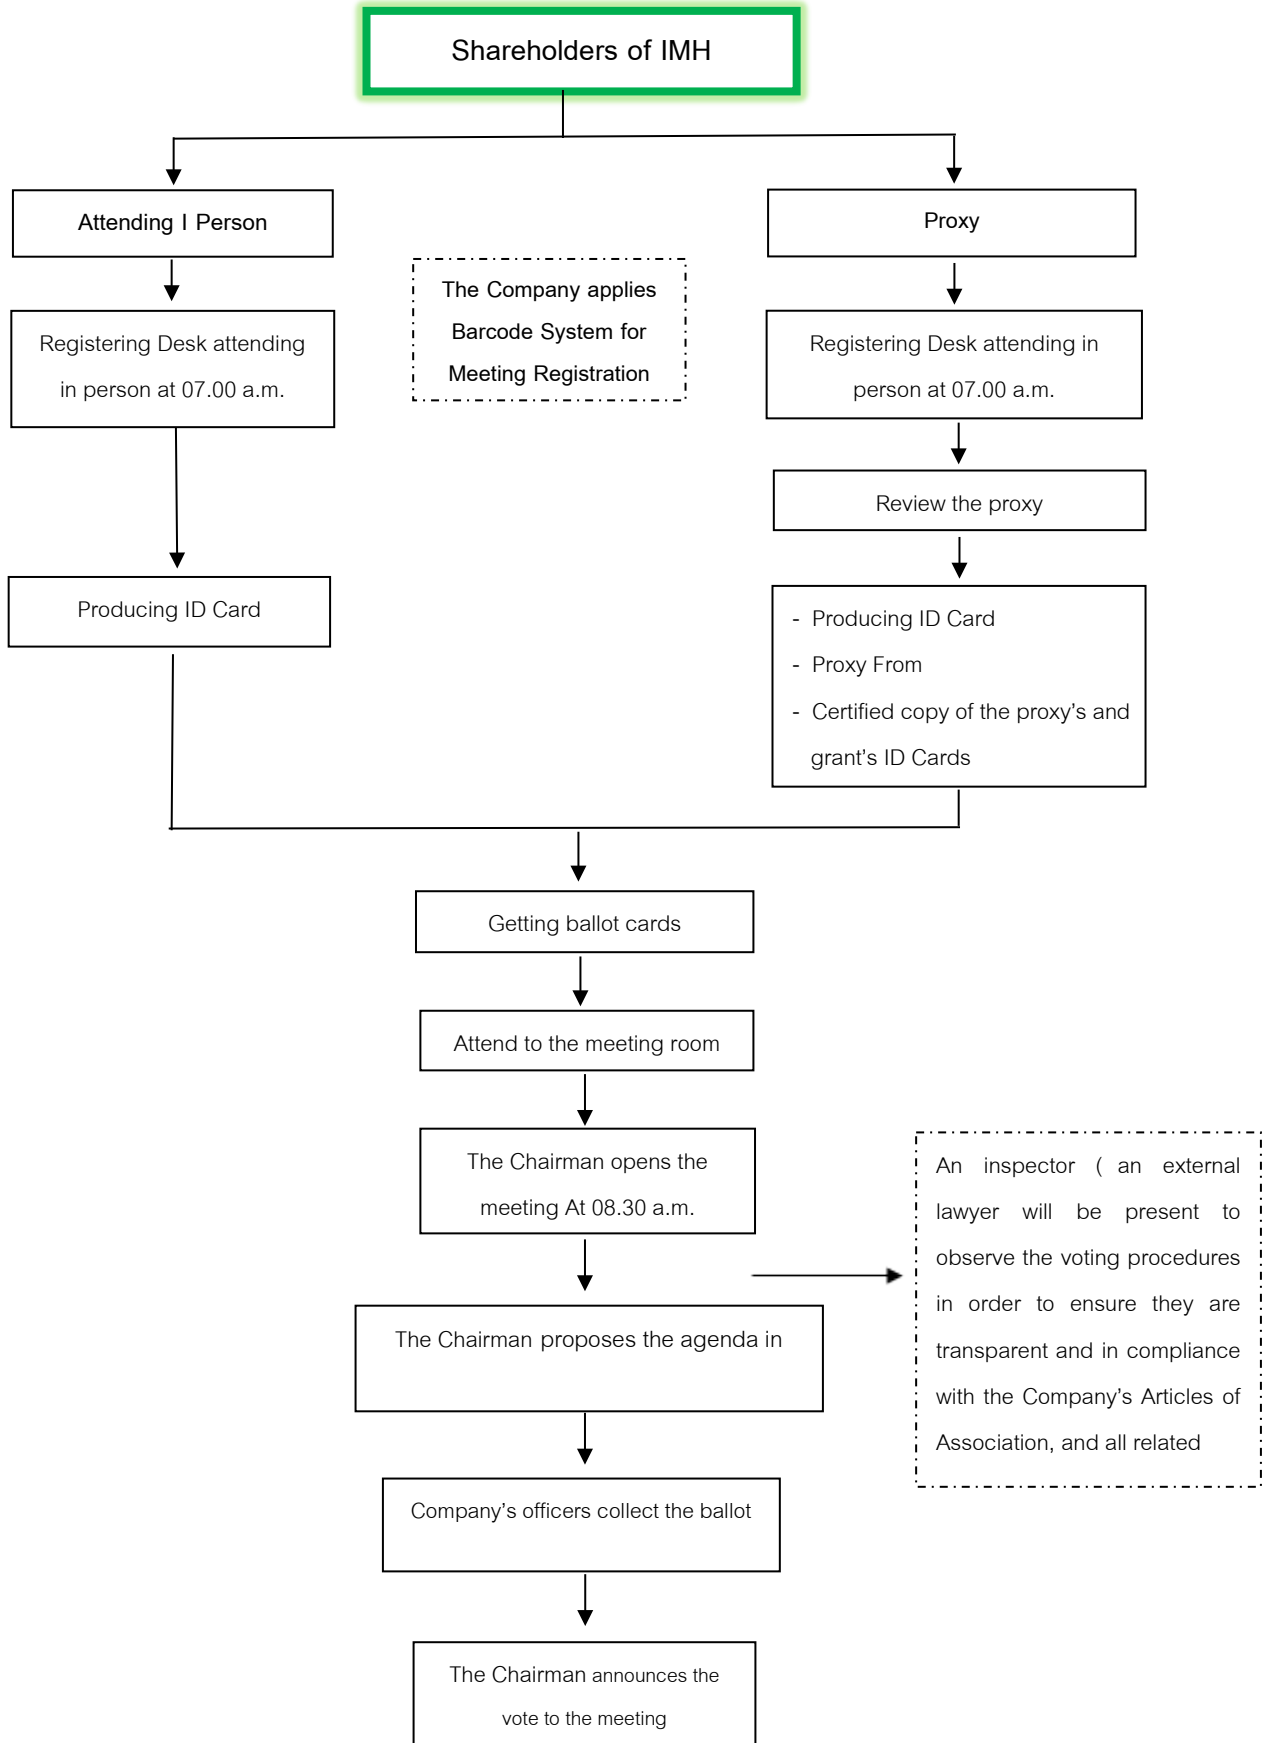 Shareholders of IMH
Attending I Person
Proxy
The Company applies
Barcode System for
Meeting Registration
Registering Desk attending
in person at 07.00 a.m.
Registering Desk attending in
person at 07.00 a.m.
Review the proxy
Producing ID Card
- Producing ID Card
- Proxy From
- Certified copy of the proxy’s and
grant’s ID Cards
Getting ballot cards
Attend to the meeting room
The Chairman opens the
meeting At 08.30 a.m.
An inspector ( an external
lawyer will be present to
observe the voting procedures
in order to ensure they are
transparent and in compliance
with the Company’s Articles of
Association, and all related
The Chairman proposes the agenda in
Company’s officers collect the ballot
The Chairman announces the
vote to the meeting